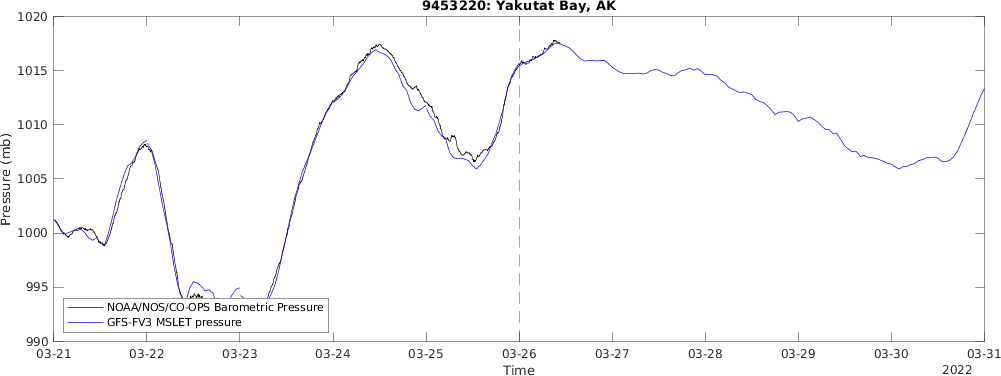 9453220: Yakutat Bay, AK
1020
1015
1010
1005
1000
995
990
Pressure (mb)
NOAA/NOS/CO-OPS Barometric Pressure
GFS-FV3 MSLET pressure
03-21 03-22 03-23 03-24 03-25 03-26 03-27 03-28 03-29 03-30 03-31
Time
2022